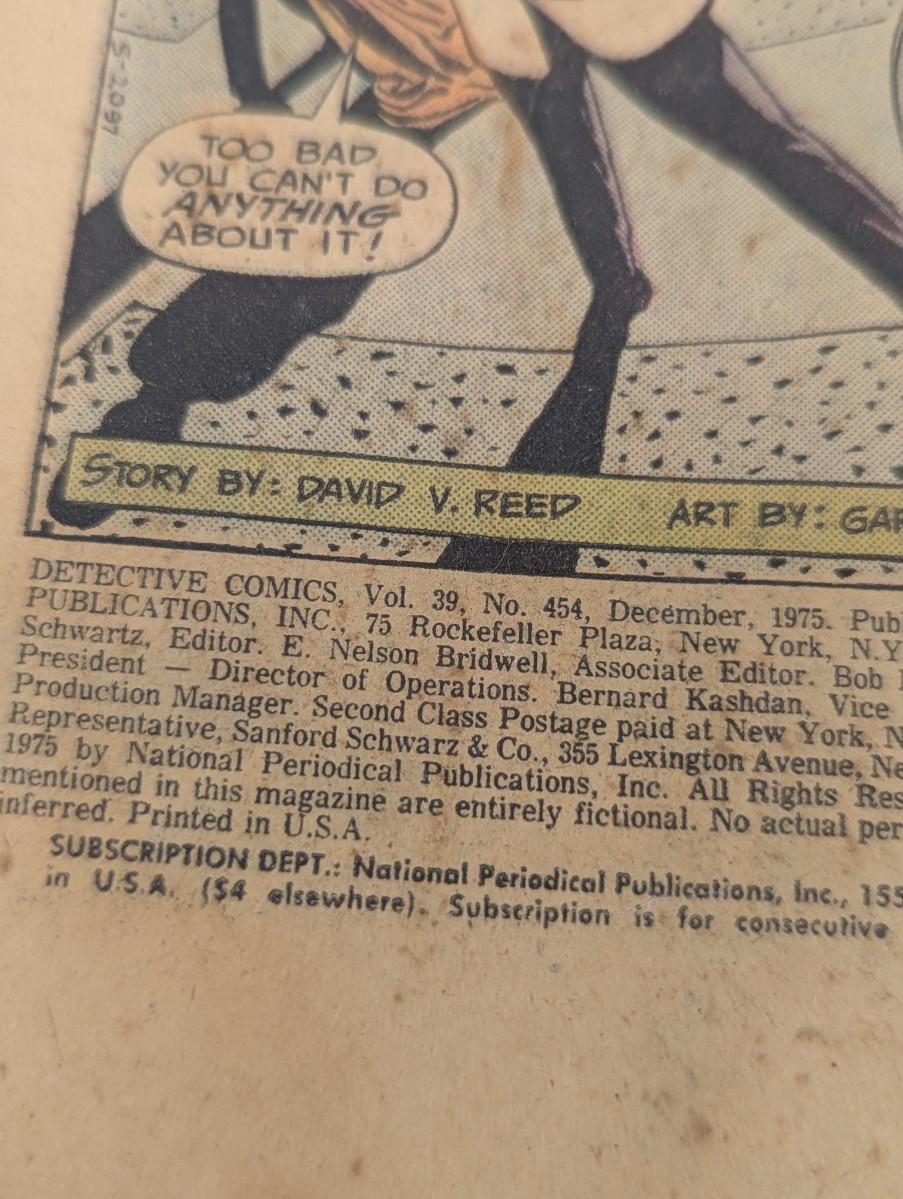 S-2097
TOO BAD
YOU CAN'T DO
ANYTHING
ABOUT IT!
STORY BY: DAVID V. REED ART BY:
DETECTIVE COMICS, Vol. 39, No. 454, December, 1975.
PUBLICATIONS, INC., 75 Rockefeller Plaza, New York, N.Y
Schwartz, Editor. E. Nelson Bridwell, Associate Editor. Bob
President — Director of Operations. Bernard Kashdan, Vice
Production Manager. Second Class Postage paid at New York,
Representative, Sanford Schwarz & Co., 355 Lexington Avenue,
1975 by National Periodical Publications, Inc. All Rights
mentioned in this magazine are entirely fictional. No actual
inferred. Printed in U.S.A.
SUBSCRIPTION DEPT.: National Periodical Publications, Inc., 155
in U.S.A. ($4 elsewhere). Subscription is for consecutive